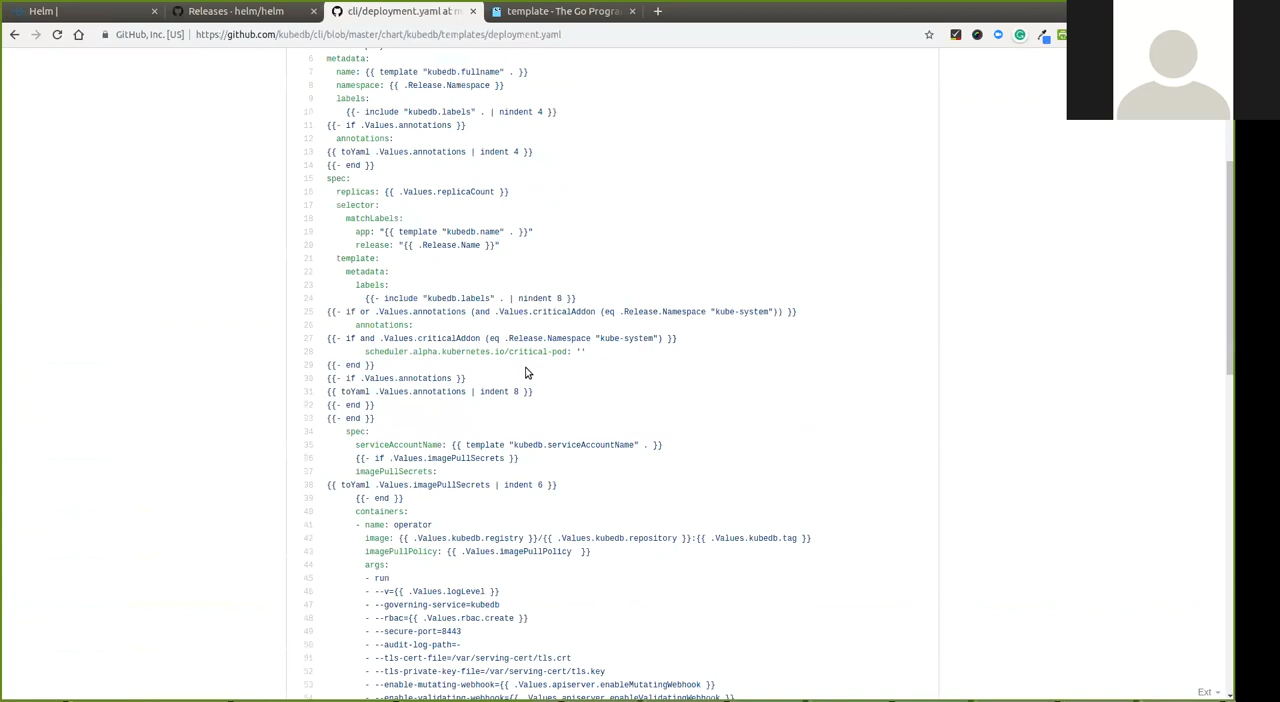 Helm |
Releases · helm/helm
cli/deployment.yaml at m
template - The Go Progra
GitHub, Inc. [US]
https://github.com/kubedb/cli/blob/master/chart/kubedb/templates/deployment.yaml
6 metadata:
7 name: {{ template "kubedb.fullname" . }}
8 namespace: {{ .Release.Namespace }}
9 labels:
10 {{- include "kubedb.labels" . | nindent 4 }}
11 {{- if .Values.annotations }}
12 annotations:
13 {{ toYaml .Values.annotations | indent 4 }}
14 {{- end }}
15 spec:
16 replicas: {{ .Values.replicaCount }}
17 selector:
18 matchLabels:
19 app: "{{ template "kubedb.name" . }}"
20 release: "{{ .Release.Name }}"
21 template:
22 metadata:
23 labels:
24 {{- include "kubedb.labels" . | nindent 8 }}
25 {{- if or .Values.annotations (and .Values.criticalAddon (eq .Release.Namespace "kube-system")) }}
26 annotations:
27 {{- if and .Values.criticalAddon (eq .Release.Namespace "kube-system") }}
28 scheduler.alpha.kubernetes.io/critical-pod: ''
29 {{- end }}
30 {{- if .Values.annotations }}
31 {{ toYaml .Values.annotations | indent 8 }}
32 {{- end }}
33 {{- end }}
34 spec:
35 serviceAccountName: {{ template "kubedb.serviceAccountName" . }}
36 {{- if .Values.imagePullSecrets }}
37 imagePullSecrets:
38 {{ toYaml .Values.imagePullSecrets | indent 6 }}
39 {{- end }}
40 containers:
41 - name: operator
42 image: {{ .Values.kubedb.registry }}/{{ .Values.kubedb.repository }}:{{ .Values.kubedb.tag }}
43 imagePullPolicy: {{ .Values.imagePullPolicy }}
44 args:
45 - run
46 - --v={{ .Values.logLevel }}
47 - --governing-service=kubedb
48 - --rbac={{ .Values.rbac.create }}
49 - --secure-port=8443
50 - --audit-log-path=-
51 - --tls-cert-file=/var/serving-cert/tls.crt
52 - --tls-private-key-file=/var/serving-cert/tls.key
53 - --enable-mutating-webhook={{ .Values.apiserver.enableMutatingWebhook }}
54 - --enable-validating-webhook={{ .Values.apiserver.enableValidatingWebhook }}
Ext